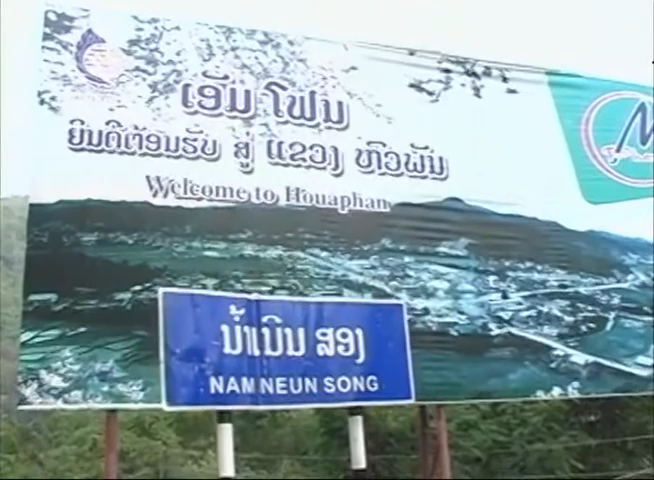 ເອັມ ໂຟນ
ຍິນດີຕ້ອນຮັບ ສູ່ ແຂວງ ຫົວພັນ
Welcome to Houaphan
M
ນ້ຳເນີນ ສອງ
NAM NEUN SONG